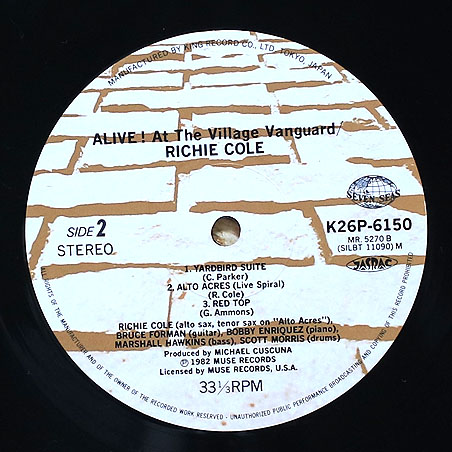 MANUFACTURED BY KING RECORD CO., LTD. TOKYO, JAPAN
ALIVE! At The Village Vanguard/
RICHIE COLE
SEVEN SEAS
SIDE 2
STEREO
K26P-6150
MR. 5270 B
(SILBT 11090) M
JASRAC
1. YARDBIRD SUITE
(C. Parker)
2. ALTO ACRES (Live Spiral)
(R. Cole)
3. RED TOP
(G. Ammons)
RICHIE COLE (alto sax, tenor sax on "Alto Acres"),
BRUCE FORMAN (guitar), BOBBY ENRIQUEZ (piano),
MARSHALL HAWKINS (bass), SCOTT MORRIS (drums)
Produced by MICHAEL CUSCUNA
℗ 1982 MUSE RECORDS
Licensed by MUSE RECORDS, U.S.A.
33 1/3 RPM
ALL RIGHTS OF THE MANUFACTURER AND OF THE OWNER OF THE RECORDED WORK RESERVED - UNAUTHORIZED PUBLIC PERFORMANCE BROADCASTING AND COPYING OF THIS RECORD PROHIBITED